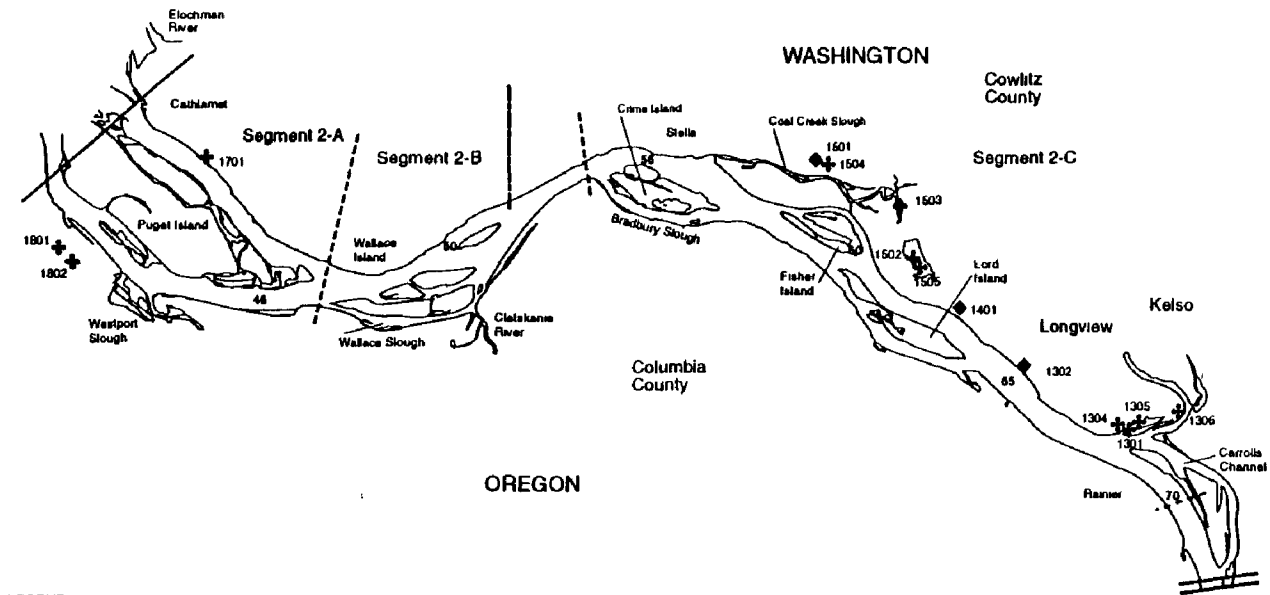 Elochman
River
WASHINGTON
Cowlitz
County
Cathlamet
Crime Island
Segment 2-A
Stella
Coal Creek Slough
Segment 2-B
1501
1504
Segment 2-C
56
1701
1503
Puget Island
Bradbury Slough
1801
Wallace
Island
50
60
1502
Lord
Island
1802
Fisher
Island
1505
46
1401
Kelso
Westport
Slough
Clatskanie
River
Longview
Wallace Slough
Columbia
County
1302
65
1305
1304
1306
1301
Carrolls
Channel
OREGON
Rainier
70